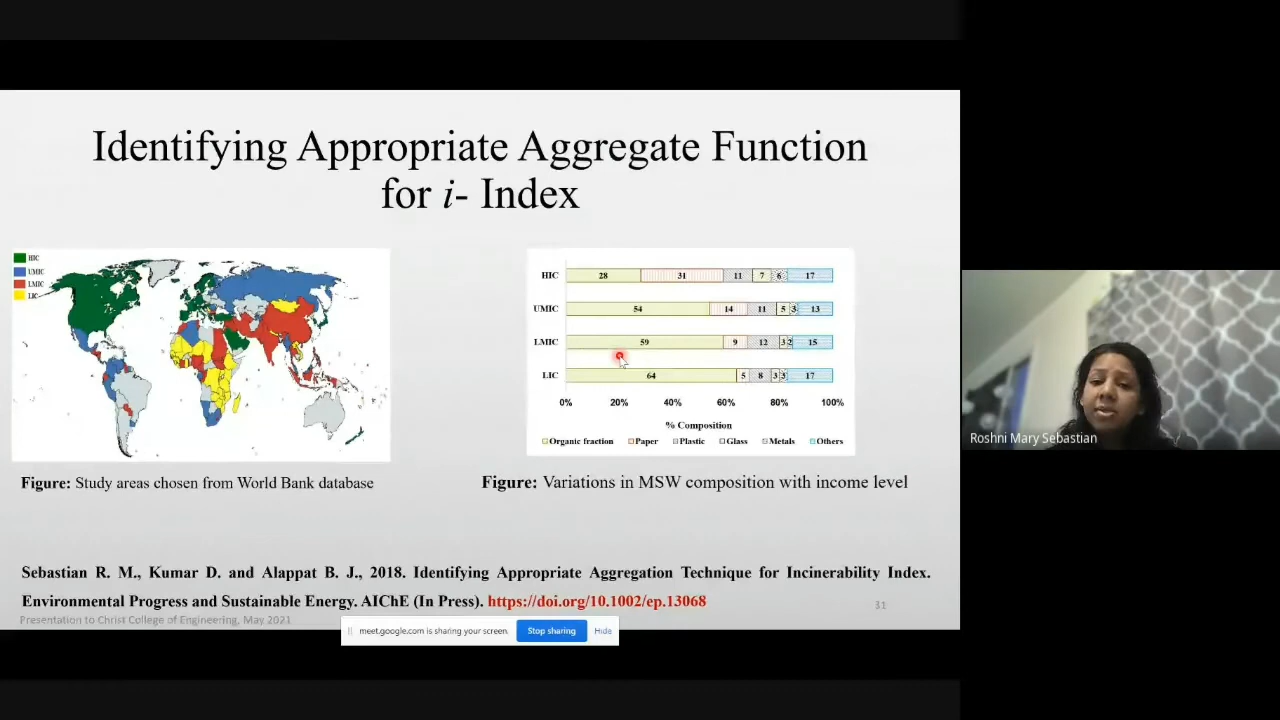 Identifying Appropriate Aggregate Function
for i- Index
HIC
UMIC
LMIC
LIC
HIC 28 31 11 7 6 17
UMIC 54 14 11 5 3 13
LMIC 59 9 12 3 2 15
LIC 64 5 8 3 3 17
0% 20% 40% 60% 80% 100%
% Composition
Organic fraction Paper Plastic Glass Metals Others
Figure: Study areas chosen from World Bank database
Figure: Variations in MSW composition with income level
Sebastian R. M., Kumar D. and Alappat B. J., 2018. Identifying Appropriate Aggregation Technique for Incinerability Index.
Environmental Progress and Sustainable Energy. AIChE (In Press). https://doi.org/10.1002/ep.13068
Presentation to Christ College of Engineering, May 2021
31
meet.google.com is sharing your screen.
Stop sharing
Hide
Roshni Mary Sebastian